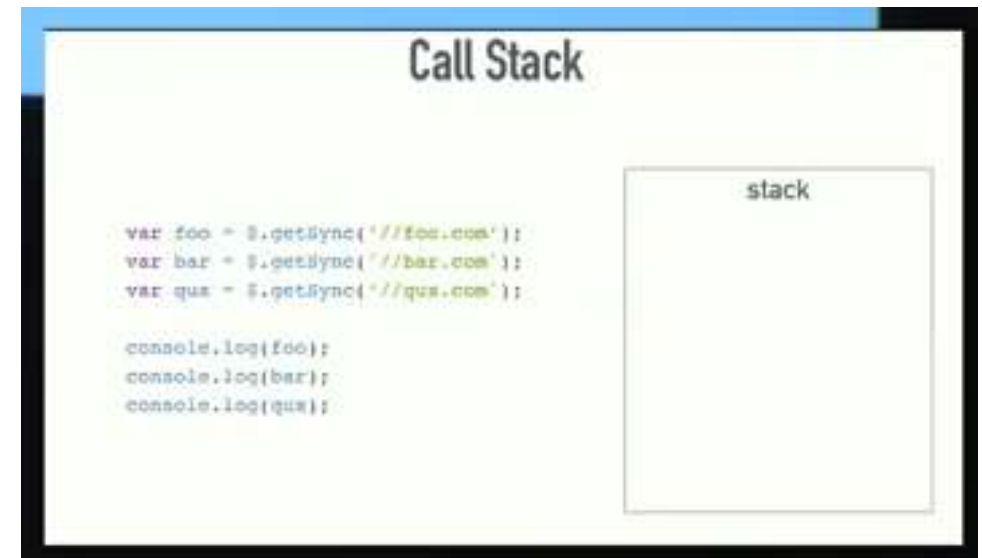 Call Stack
stack
var foo = $.getSync('//foo.com');
var bar = $.getSync('//bar.com');
var qux = $.getSync('//qux.com');
console.log(foo);
console.log(bar);
console.log(qux);